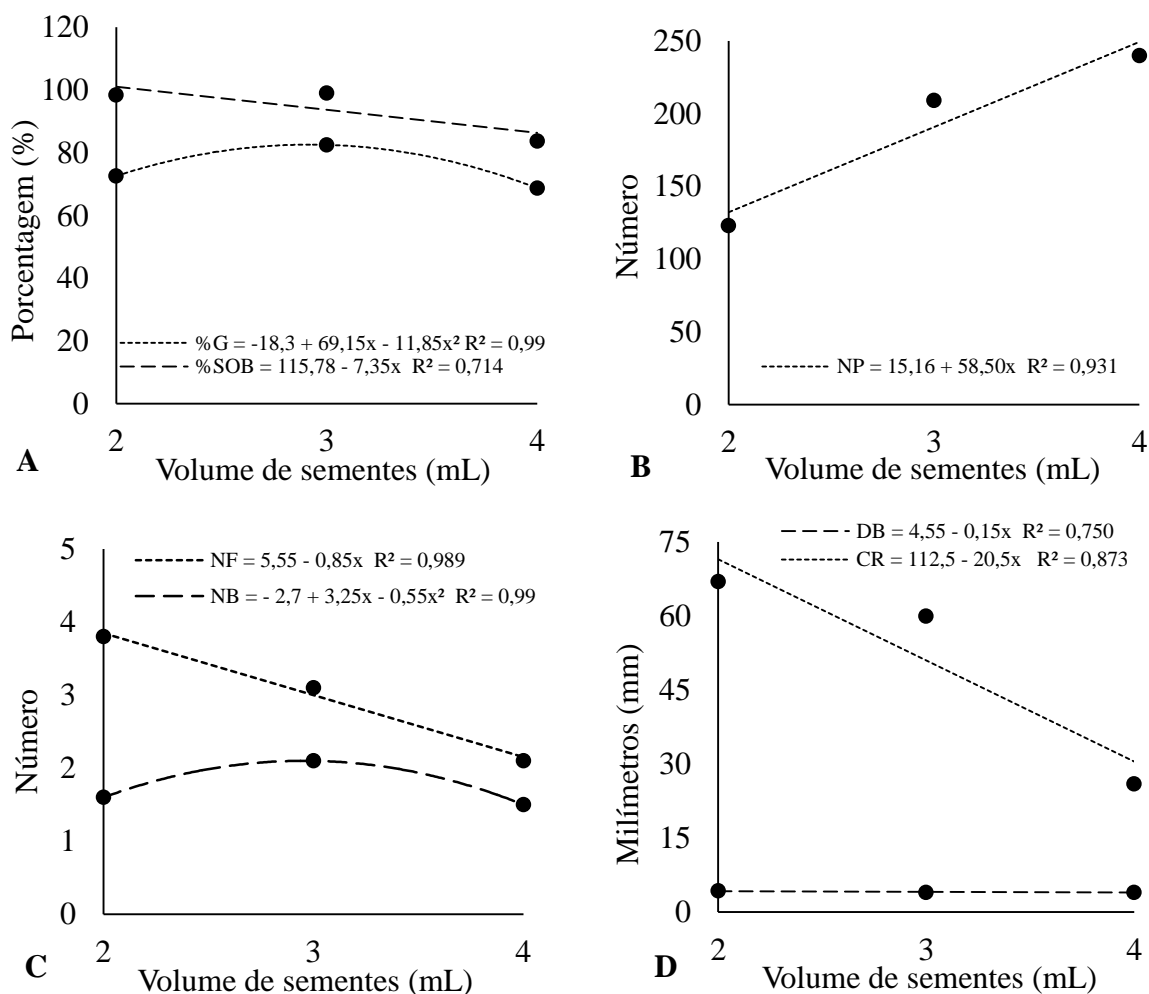 120
100
80
60
40
20
0
Porcentagem (%)
%G = -18,3 + 69,15x - 11,85x² R² = 0,99
%SOB = 115,78 - 7,35x R² = 0,714
2 3 4
A
Volume de sementes (mL)
250
200
150
100
50
0
Número
NP = 15,16 + 58,50x R² = 0,931
2 3 4
B
Volume de sementes (mL)
5
4
3
2
1
0
Número
NF = 5,55 - 0,85x R² = 0,989
NB = - 2,7 + 3,25x - 0,55x² R² = 0,99
2 3 4
C
Volume de sementes (mL)
DB = 4,55 - 0,15x R² = 0,750
CR = 112,5 - 20,5x R² = 0,873
75
60
45
30
15
0
Milímetros (mm)
2 3 4
D
Volume de sementes (mL)